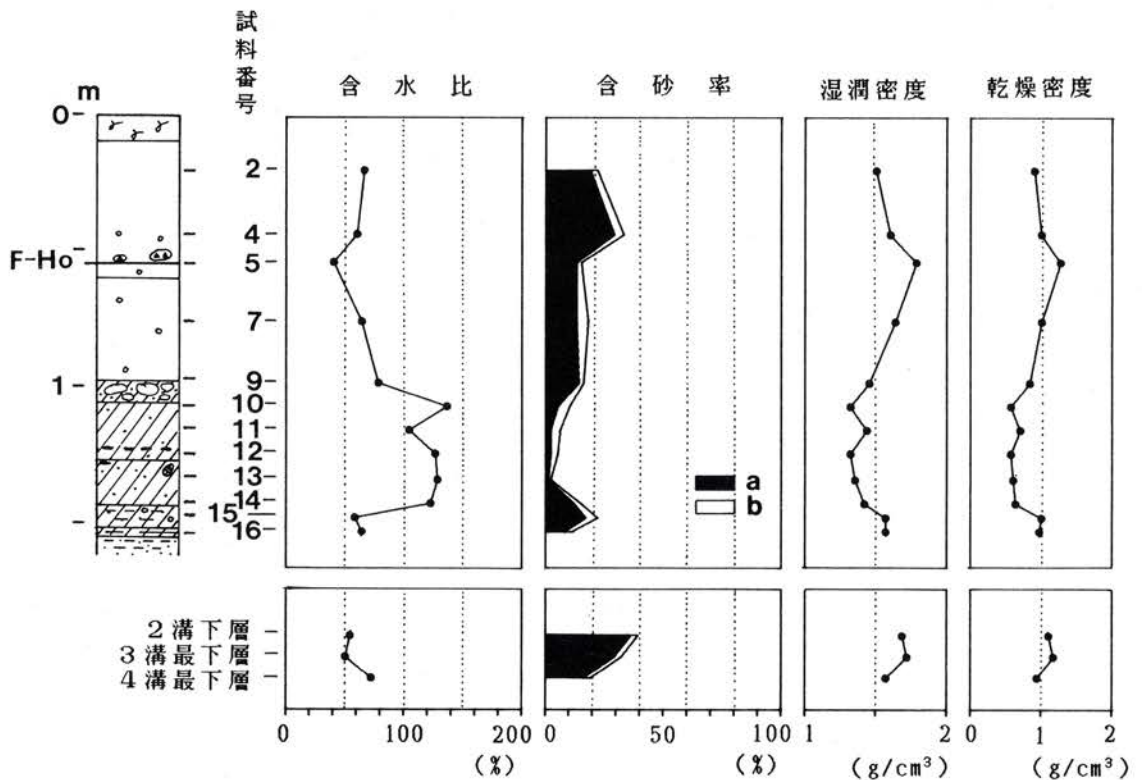 試料番号
含水比
含砂率
湿潤密度
乾燥密度
m
0
F-Ho
1
2
4
5
7
9
10
11
12
13
14
15
16
a
b
2溝下層
3溝最下層
4溝最下層
0 100 200
(%)
0 50 100
(%)
1 2
(g/cm³)
0 1 2
(g/cm³)